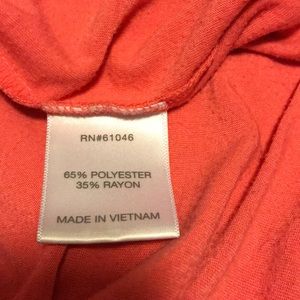 RN#61046
65% POLYESTER
35% RAYON
MADE IN VIETNAM